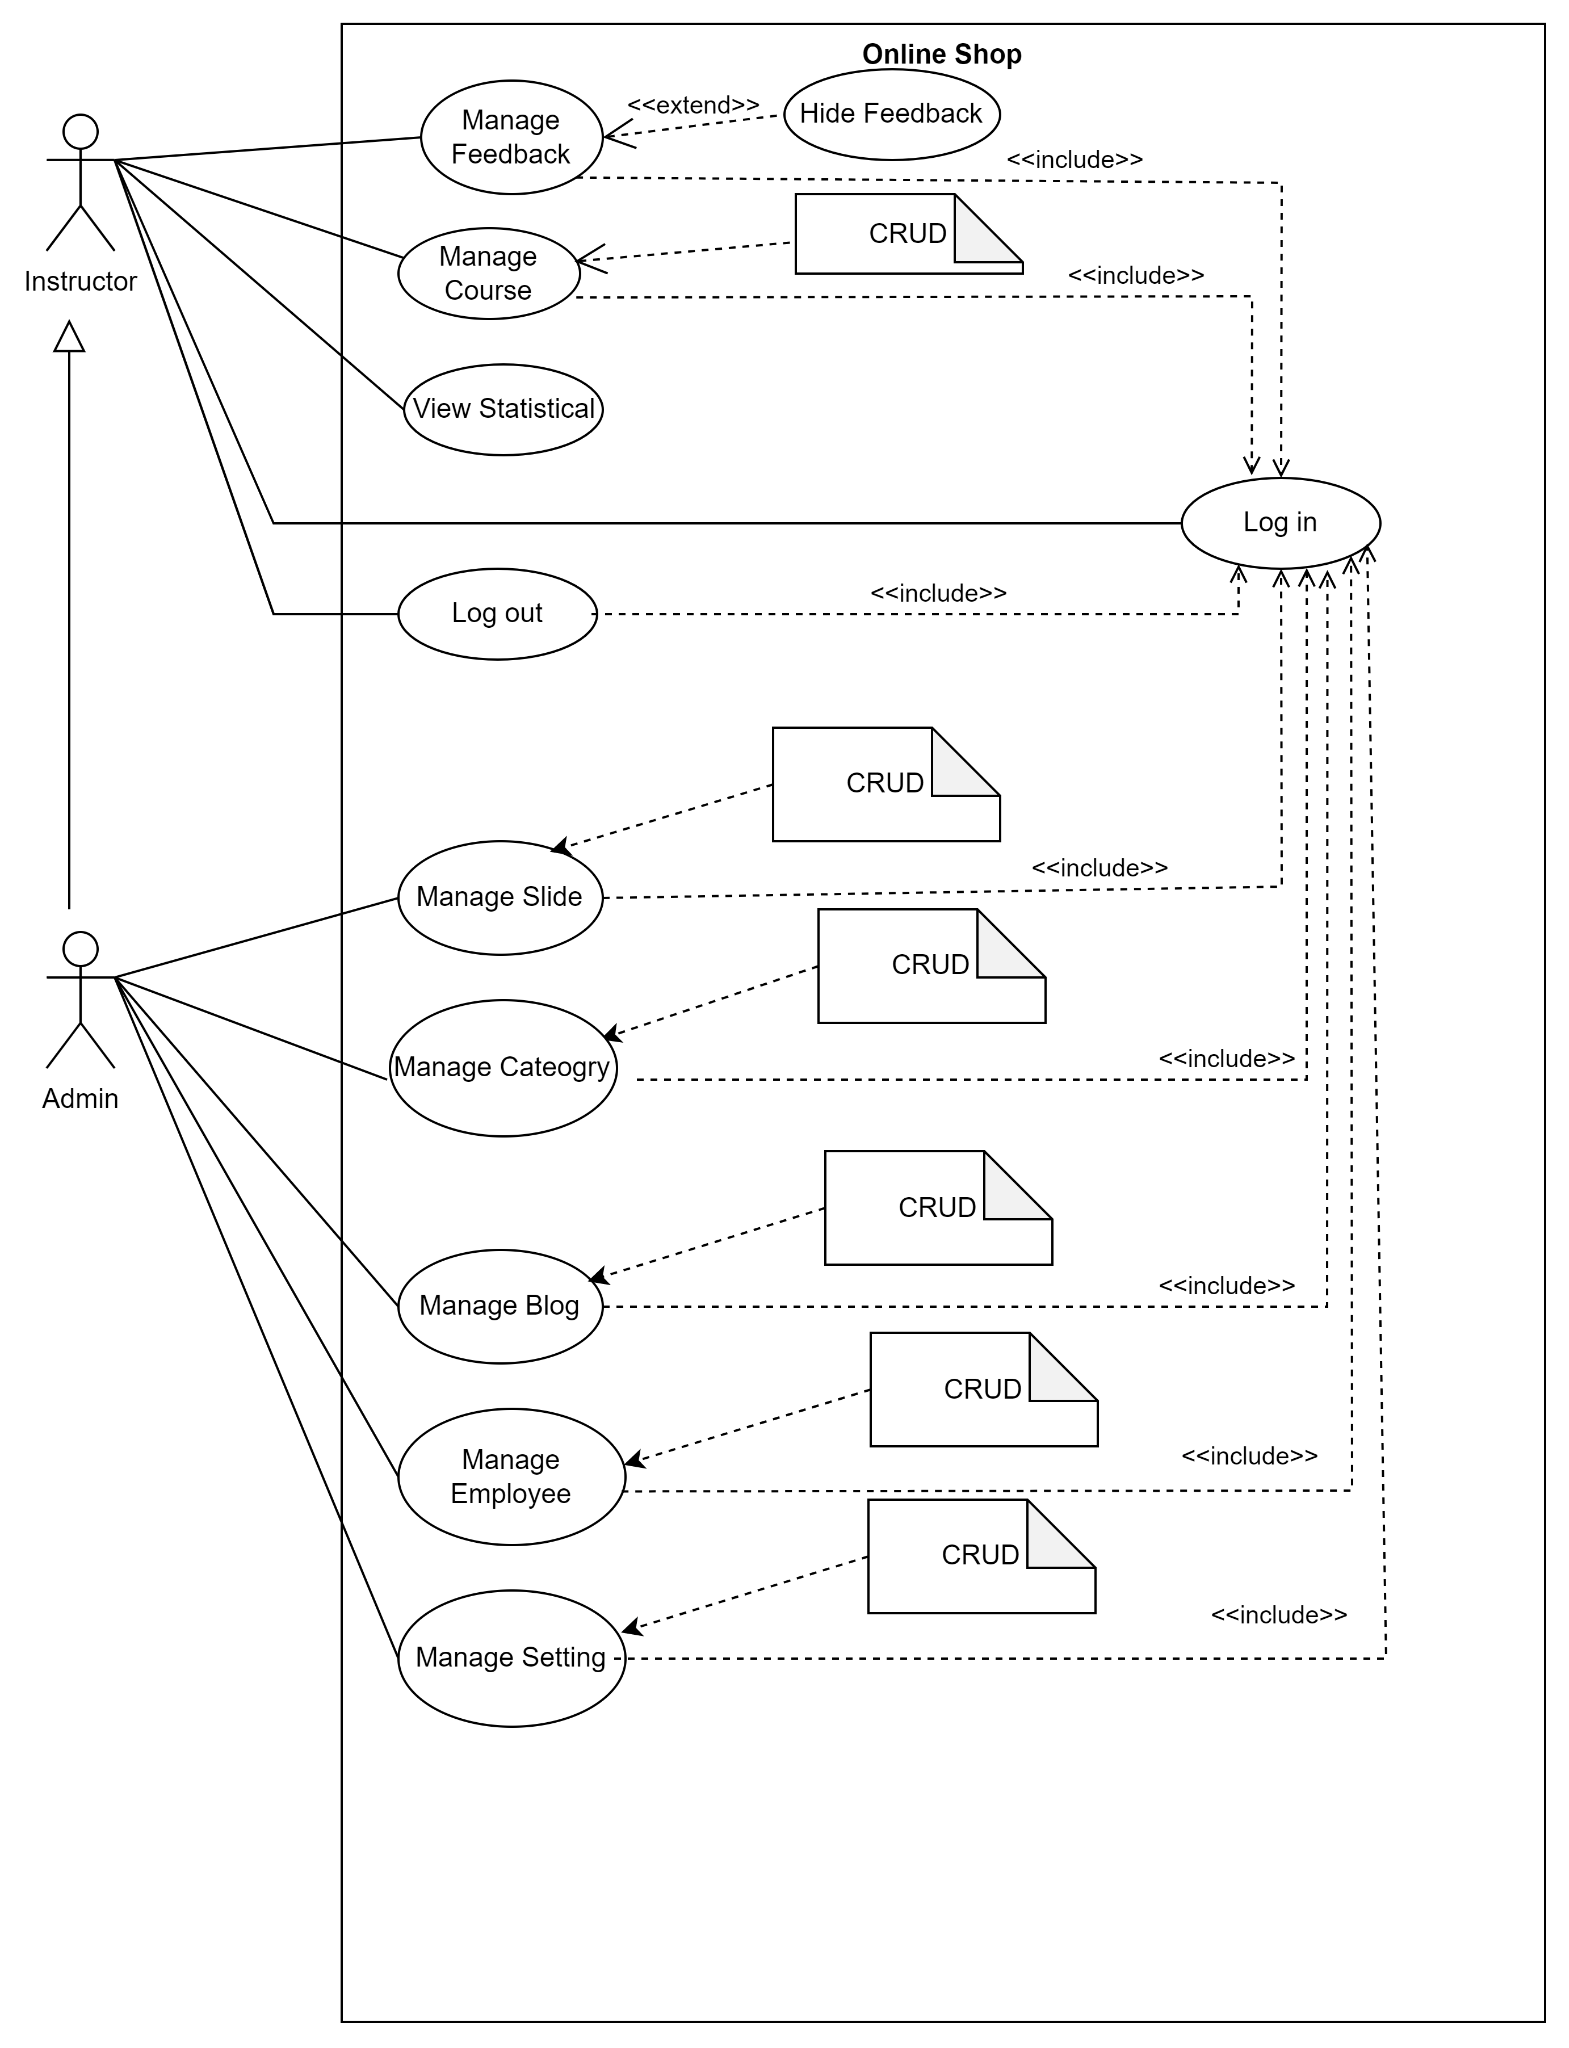 Online Shop
Manage
Feedback
<<extend>>
Hide Feedback
<<include>>
Instructor
Manage
Course
CRUD
<<include>>
View Statistical
Log in
Log out
<<include>>
CRUD
Manage Slide
<<include>>
CRUD
Manage Cateogry
<<include>>
Admin
CRUD
Manage Blog
<<include>>
CRUD
Manage
Employee
<<include>>
CRUD
Manage Setting
<<include>>